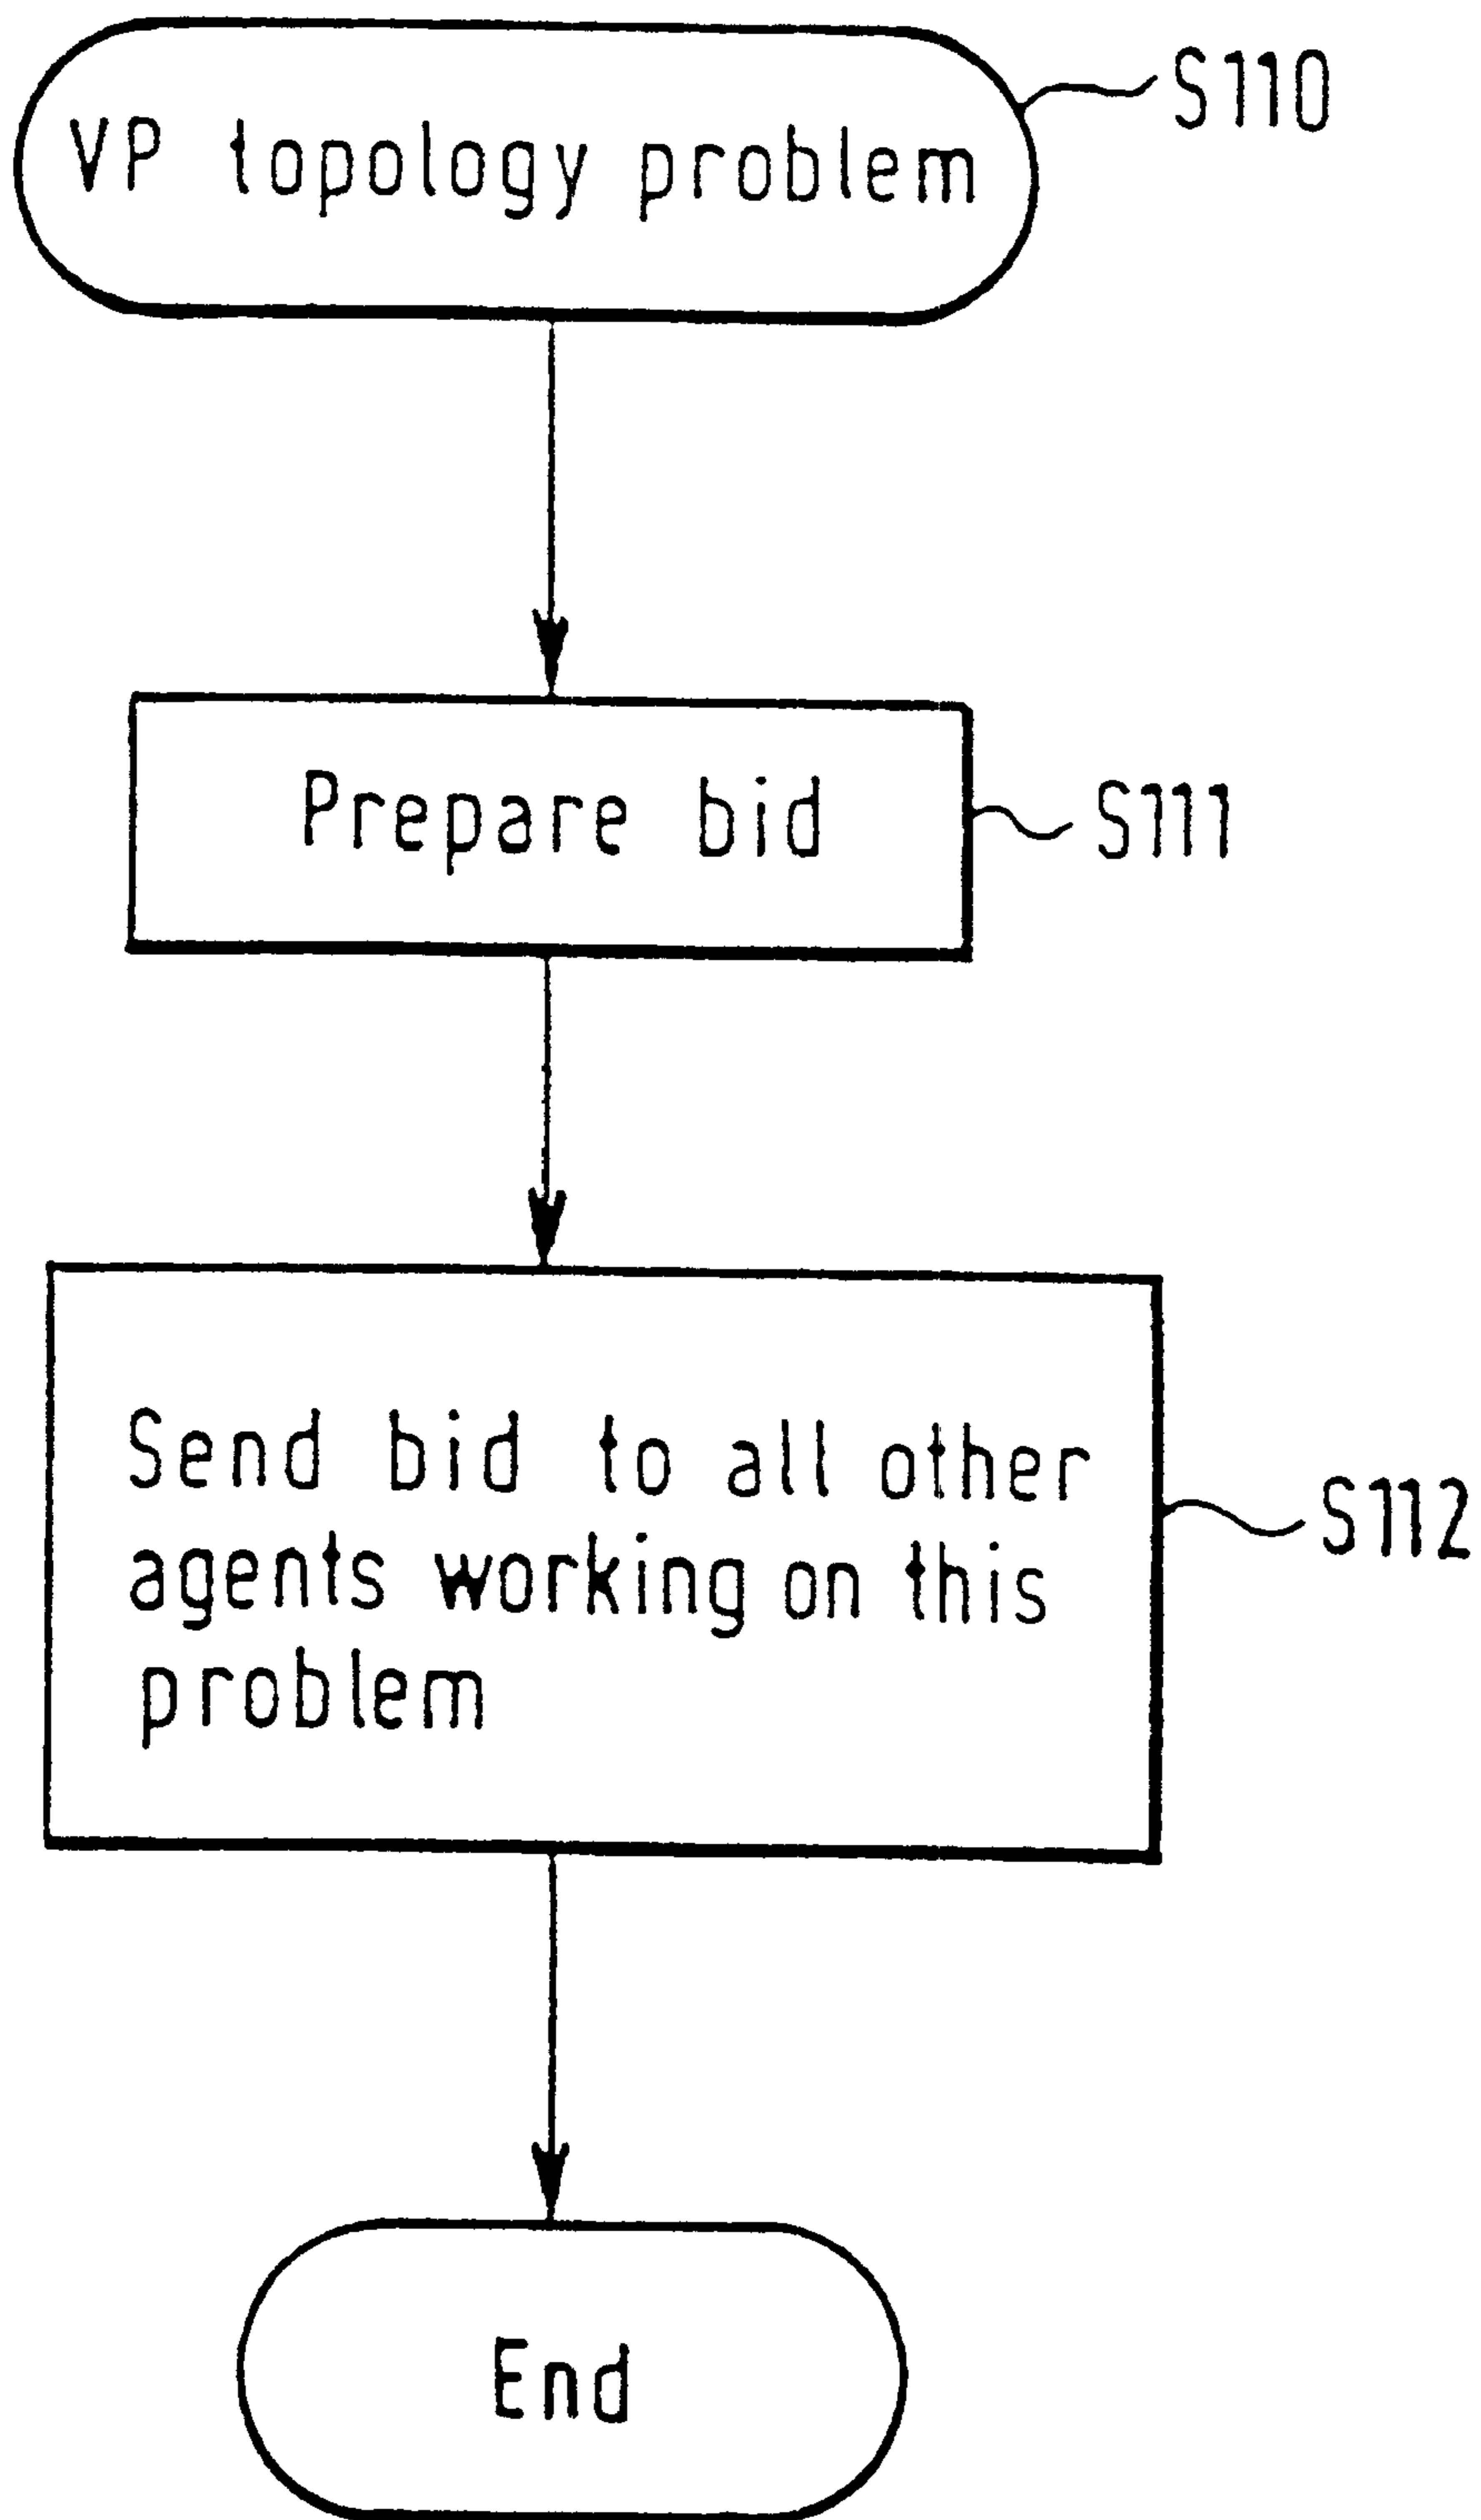 VP topology problem
S110
Prepare bid
S111
Send bid to all other
agents working on this
problem
S112
End